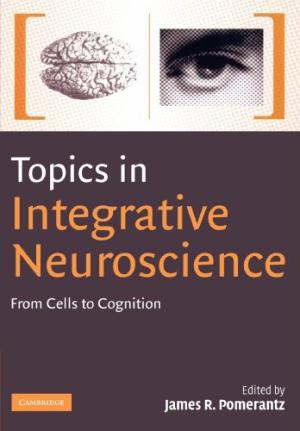 Topics in
Integrative
Neuroscience
From Cells to Cognition
Edited by
CAMBRIDGE
James R. Pomerantz